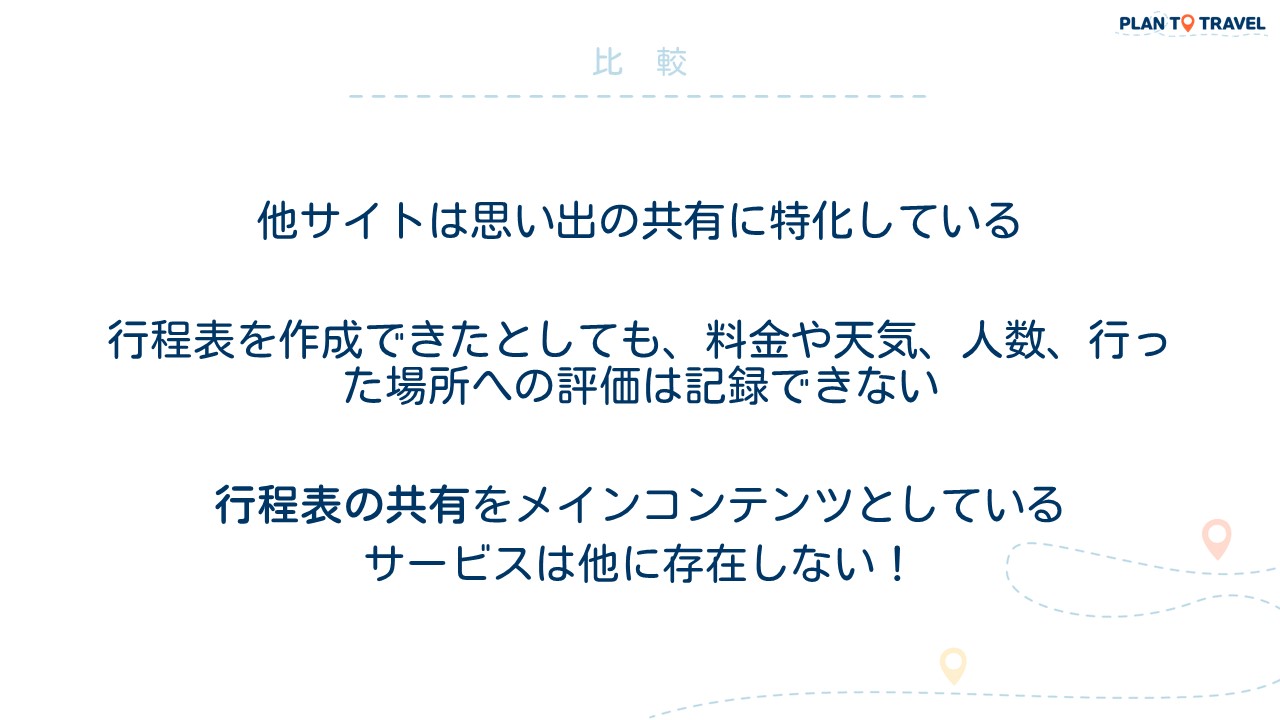 PLAN TO TRAVEL
比　較
他サイトは思い出の共有に特化している
行程表を作成できたとしても、料金や天気、人数、行っ
た場所への評価は記録できない
行程表の共有をメインコンテンツとしている
サービスは他に存在しない！